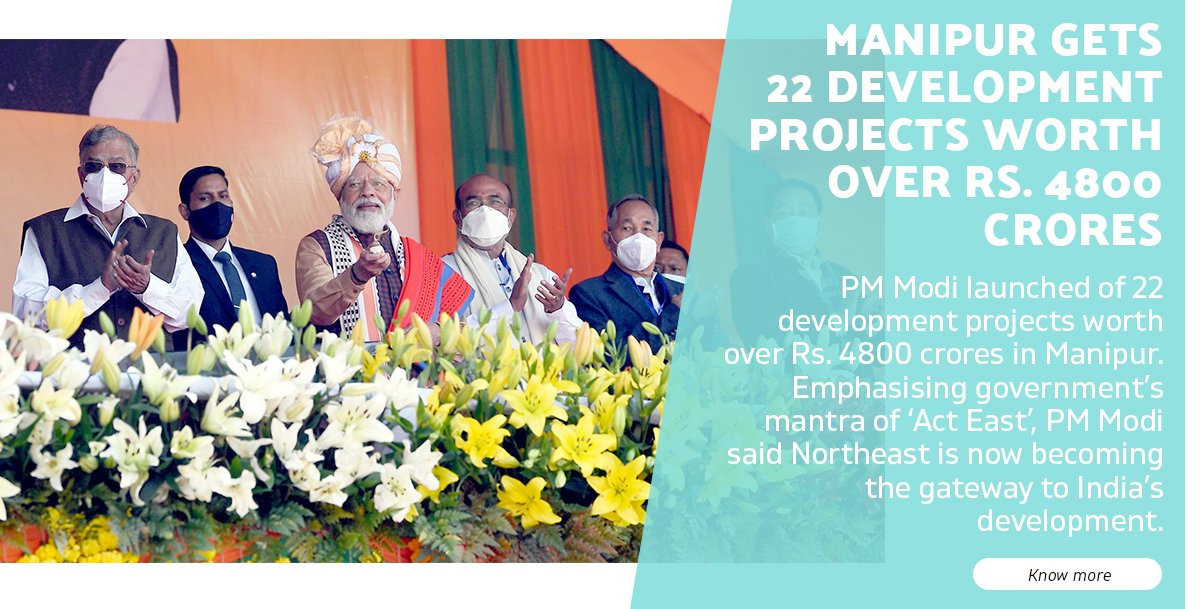 MANIPUR GETS
22 DEVELOPMENT
PROJECTS WORTH
OVER RS. 4800
CRORES
PM Modi launched of 22
development projects worth
over Rs. 4800 crores in Manipur.
Emphasising government’s
mantra of ‘Act East’, PM Modi
said Northeast is now becoming
the gateway to India’s
development.
Know more